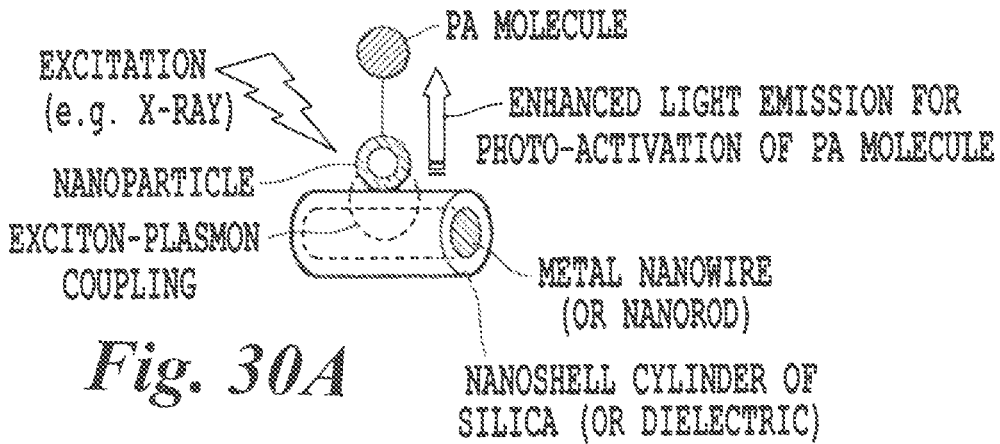 PA MOLECULE
EXCITATION
(e.g. X-RAY)
ENHANCED LIGHT EMISSION FOR
PHOTO-ACTIVATION OF PA MOLECULE
NANOPARTICLE
EXCITON-PLASMON
COUPLING
METAL NANOWIRE
(OR NANOROD)
NANOSHELL CYLINDER OF
SILICA (OR DIELECTRIC)
Fig. 30A